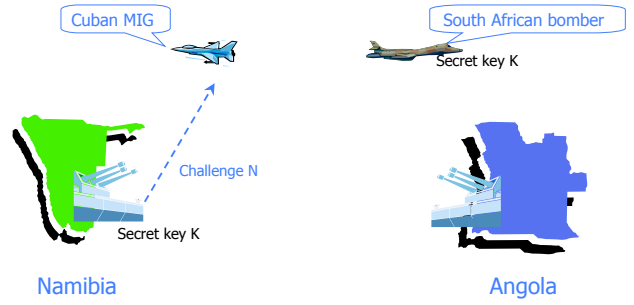 Cuban MIG
South African bomber
Secret key K
Challenge N
Secret key K
Namibia
Angola